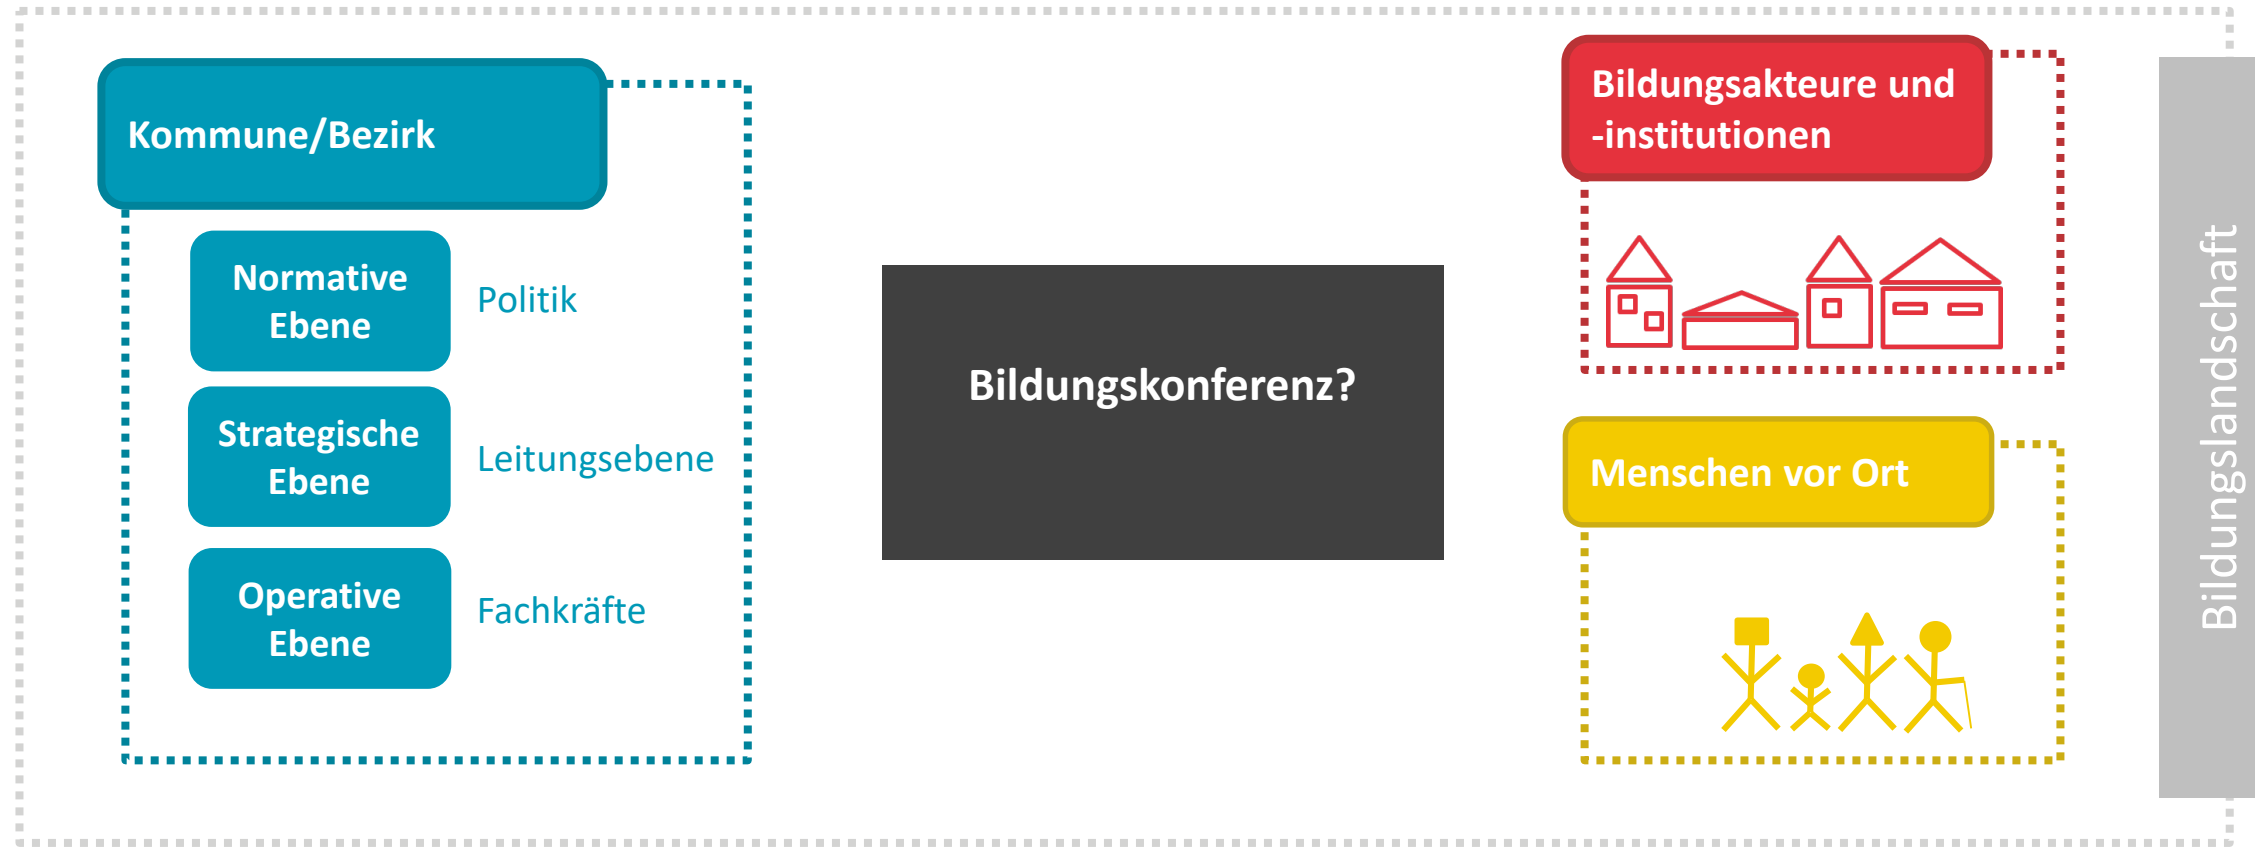 Kommune/Bezirk
Normative
Ebene
Politik
Strategische
Ebene
Leitungsebene
Operative
Ebene
Fachkräfte
Bildungskonferenz?
Bildungsakteure und
-institutionen
Menschen vor Ort
Bildungslandschaft